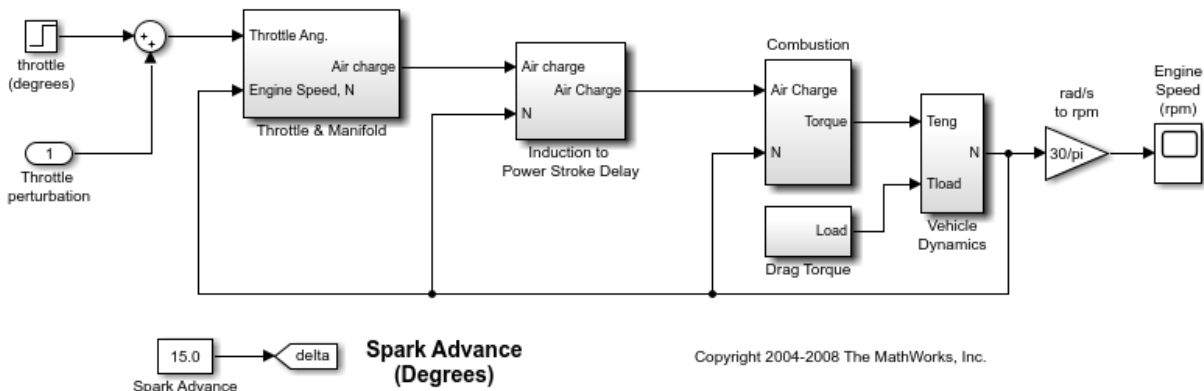 throttle
(degrees)
+
+
1
Throttle
perturbation
Throttle Ang.
Air charge
Engine Speed, N
Throttle & Manifold
Air charge
Air Charge
N
Induction to
Power Stroke Delay
Combustion
Air Charge
Torque
N
Load
Drag Torque
Teng
N
Tload
Vehicle
Dynamics
rad/s
to rpm
30/pi
Engine
Speed
(rpm)
15.0
Spark Advance
delta
Spark Advance
(Degrees)
Copyright 2004-2008 The MathWorks, Inc.